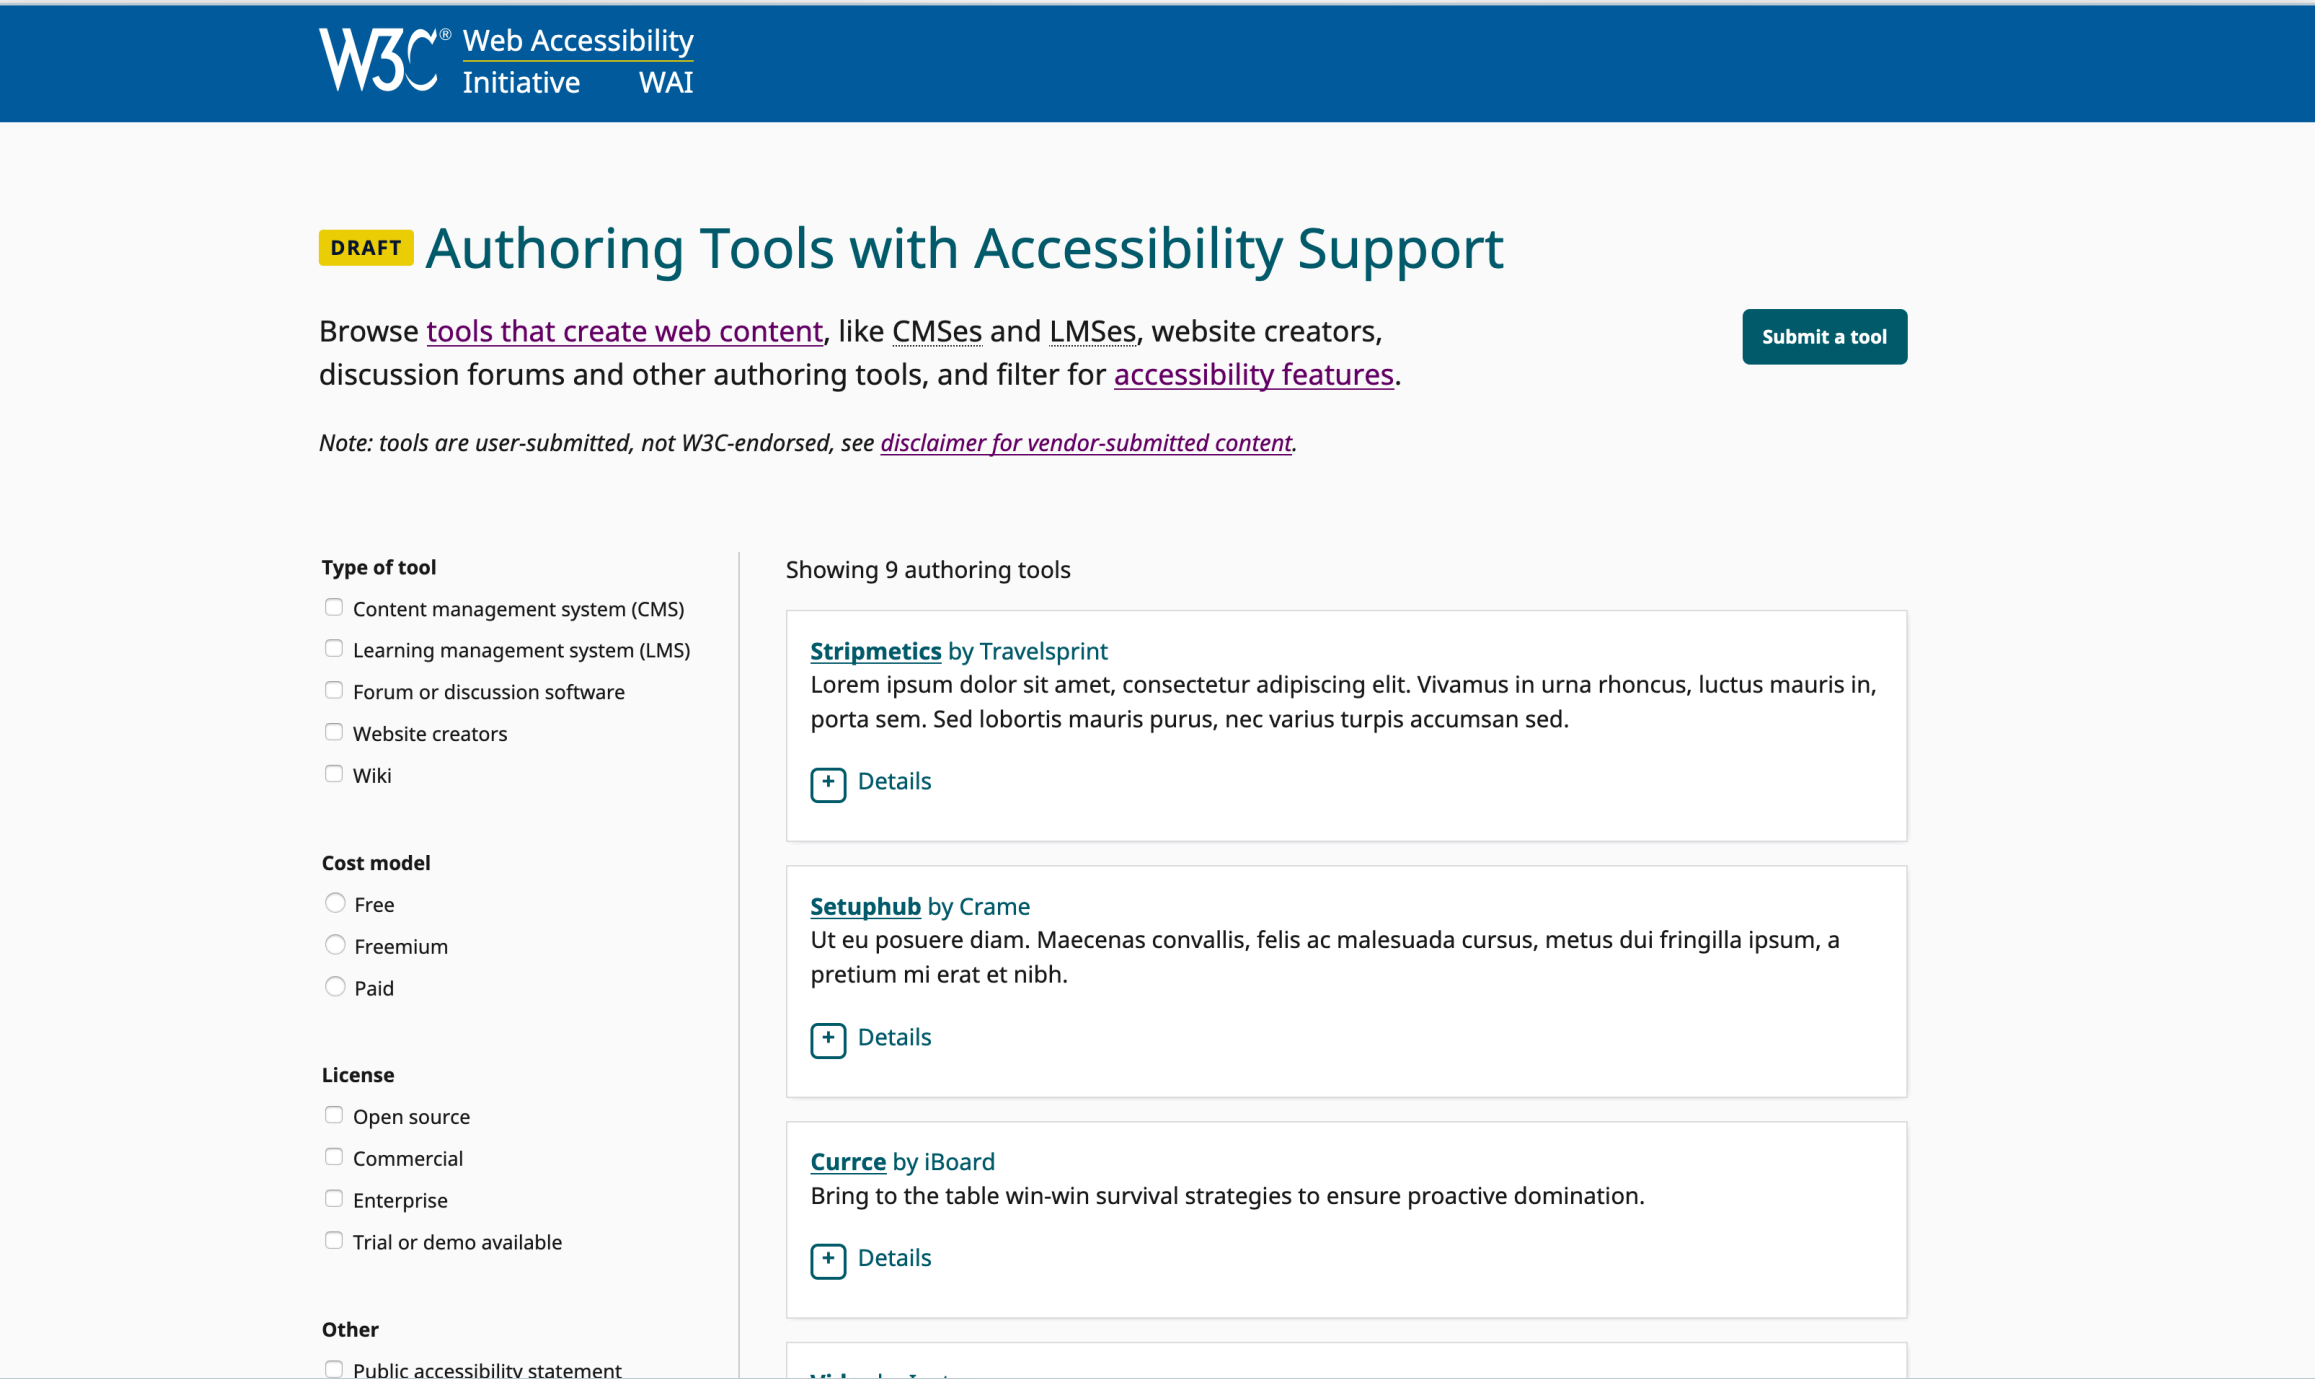 W3C® Web Accessibility
Initiative WAI
DRAFT Authoring Tools with Accessibility Support
Browse tools that create web content, like CMSes and LMSes, website creators,
discussion forums and other authoring tools, and filter for accessibility features.
Submit a tool
Note: tools are user-submitted, not W3C-endorsed, see disclaimer for vendor-submitted content.
Type of tool
Content management system (CMS)
Learning management system (LMS)
Forum or discussion software
Website creators
Wiki
Cost model
Free
Freemium
Paid
License
Open source
Commercial
Enterprise
Trial or demo available
Other
Public accessibility statement
Showing 9 authoring tools
Stripmetics by Travelsprint
Lorem ipsum dolor sit amet, consectetur adipiscing elit. Vivamus in urna rhoncus, luctus mauris in,
porta sem. Sed lobortis mauris purus, nec varius turpis accumsan sed.
+ Details
Setuphub by Crame
Ut eu posuere diam. Maecenas convallis, felis ac malesuada cursus, metus dui fringilla ipsum, a
pretium mi erat et nibh.
+ Details
Currce by iBoard
Bring to the table win-win survival strategies to ensure proactive domination.
+ Details